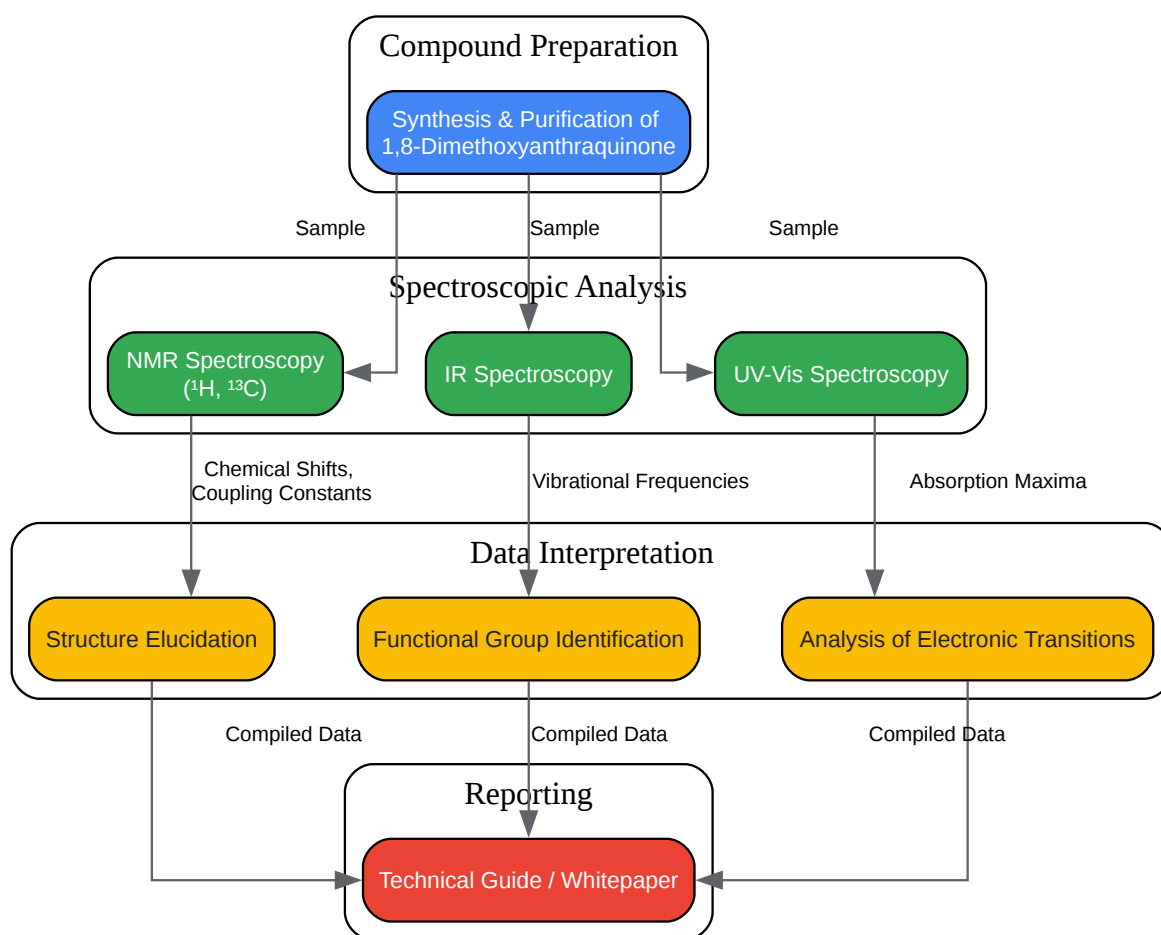 Compound Preparation
Synthesis & Purification of
1,8-Dimethoxyanthraquinone
Sample
Sample
Sample
Spectroscopic Analysis
NMR Spectroscopy
(¹H, ¹³C)
IR Spectroscopy
UV-Vis Spectroscopy
Chemical Shifts,
Coupling Constants
Vibrational Frequencies
Absorption Maxima
Data Interpretation
Structure Elucidation
Functional Group Identification
Analysis of Electronic Transitions
Compiled Data
Compiled Data
Compiled Data
Reporting
Technical Guide / Whitepaper